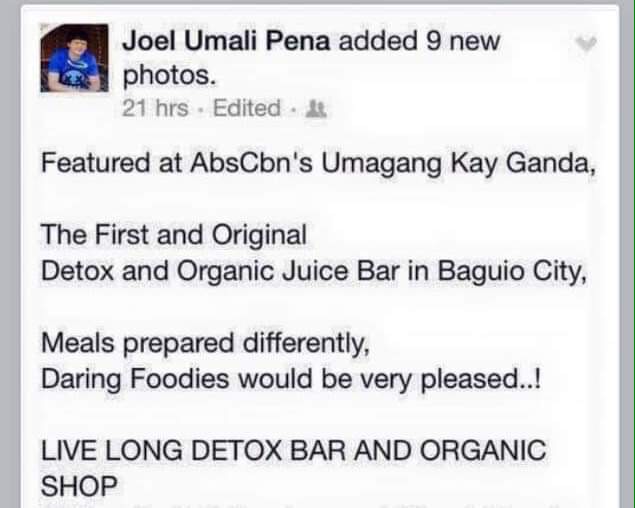 Joel Umali Pena added 9 new
photos.
21 hrs · Edited ·
Featured at AbsCbn's Umagang Kay Ganda,
The First and Original
Detox and Organic Juice Bar in Baguio City,
Meals prepared differently,
Daring Foodies would be very pleased..!
LIVE LONG DETOX BAR AND ORGANIC
SHOP